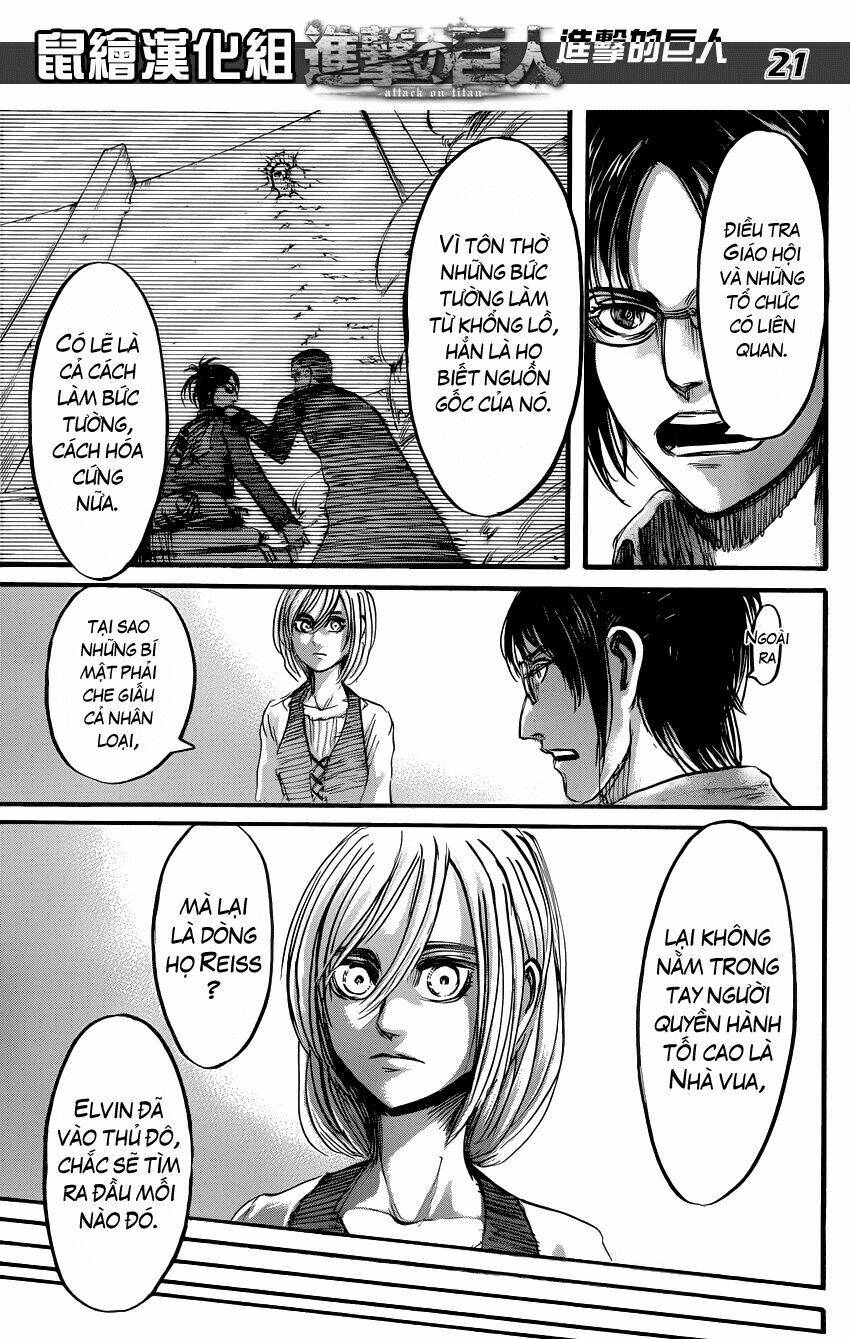 鼠繪漢化組
進撃の巨人
attack on titan
進擊的巨人
21
ĐIỀU TRA
GIÁO HỘI
VÀ NHỮNG
TỔ CHỨC
CÓ LIÊN
QUAN.
VÌ TÔN THỜ
NHỮNG BỨC
TƯỜNG LÀM
TỪ KHỔNG LỒ,
HẲN LÀ HỌ
BIẾT NGUỒN
GỐC CỦA NÓ.
CÓ LẼ LÀ
CẢ CÁCH
LÀM BỨC
TƯỜNG,
CÁCH HÓA
CỨNG
NỮA.
NGOÀI
RA
TẠI SAO
NHỮNG BÍ
MẬT PHẢI
CHE GIẤU
CẢ NHÂN
LOẠI,
LẠI KHÔNG
NẰM TRONG
TAY NGƯỜI
QUYỀN HÀNH
TỐI CAO LÀ
NHÀ VUA,
MÀ LẠI
LÀ DÒNG
HỌ REISS
?
ELVIN ĐÃ
VÀO THỦ ĐÔ,
CHẮC SẼ TÌM
RA ĐẦU MỐI
NÀO ĐÓ.